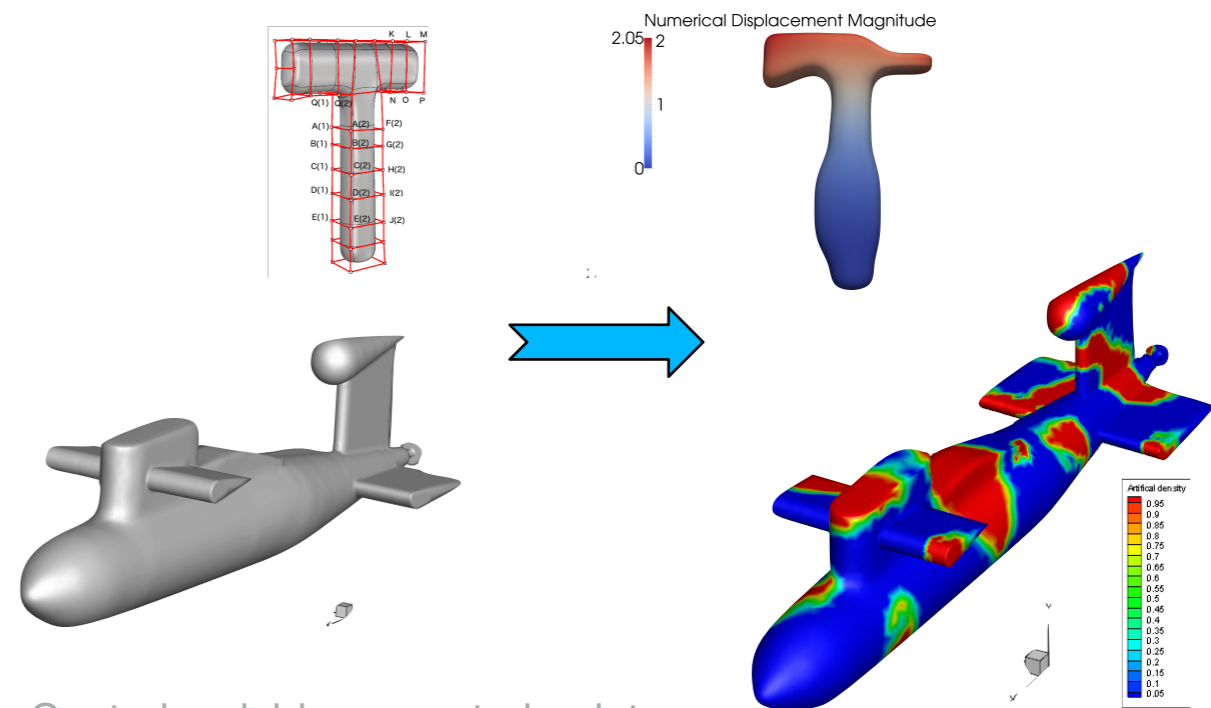 Numerical Displacement Magnitude
2.05
2
1
0
K L M
N O P
Q(1) Q(2)
A(1) A(2) F(2)
B(1) B(2) G(2)
C(1) C(2) H(2)
D(1) D(2) I(2)
E(1) E(2) J(2)
Artifical density
0.95
0.9
0.85
0.8
0.75
0.7
0.65
0.6
0.55
0.5
0.45
0.4
0.35
0.3
0.25
0.2
0.15
0.1
0.05